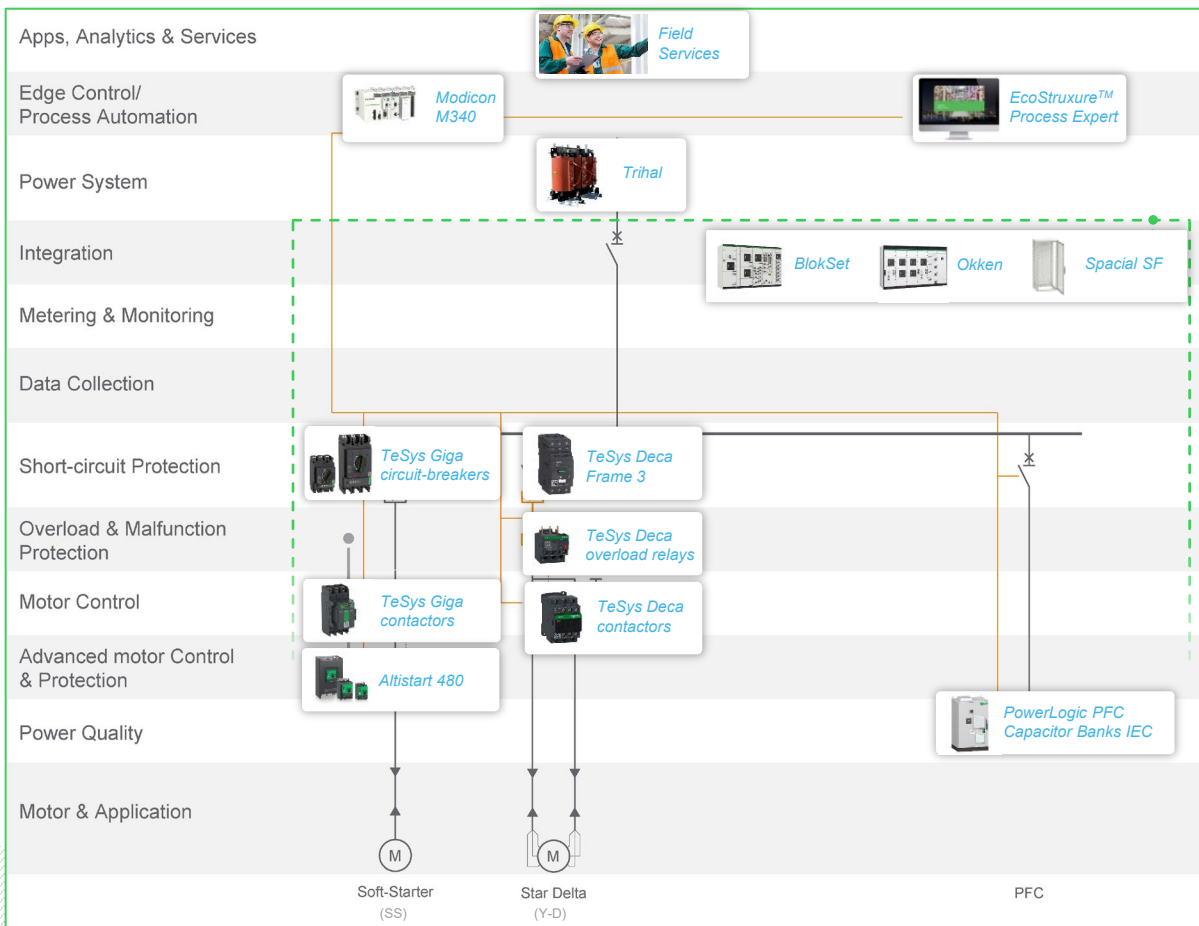 Apps, Analytics & Services
Field
Services
Edge Control/
Process Automation
Modicon
M340
EcoStruxure™
Process Expert
Power System
Trihal
Integration
BlokSet
Okken
Spacial SF
Metering & Monitoring
Data Collection
Short-circuit Protection
TeSys Giga
circuit-breakers
TeSys Deca
Frame 3
Overload & Malfunction
Protection
TeSys Deca
overload relays
Motor Control
TeSys Giga
contactors
TeSys Deca
contactors
Advanced motor Control
& Protection
Altistart 480
Power Quality
PowerLogic PFC
Capacitor Banks IEC
Motor & Application
M
M
Soft-Starter
(SS)
Star Delta
(Y-D)
PFC